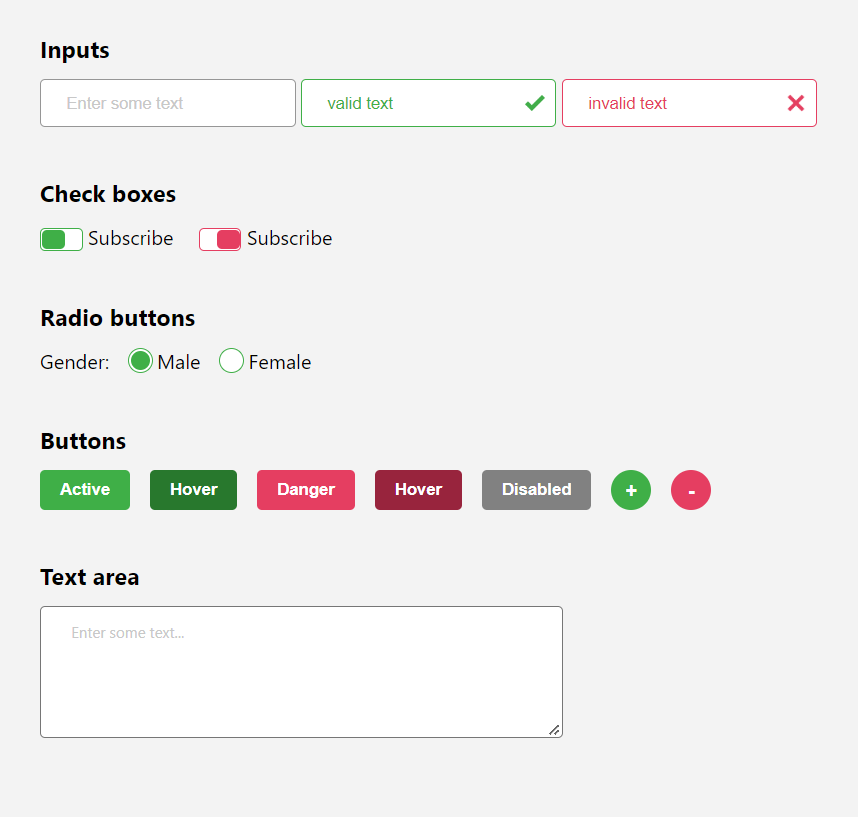 Inputs
Enter some text valid text invalid text
Check boxes
Subscribe Subscribe
Radio buttons
Gender: Male Female
Buttons
Active Hover Danger Hover Disabled + -
Text area
Enter some text...